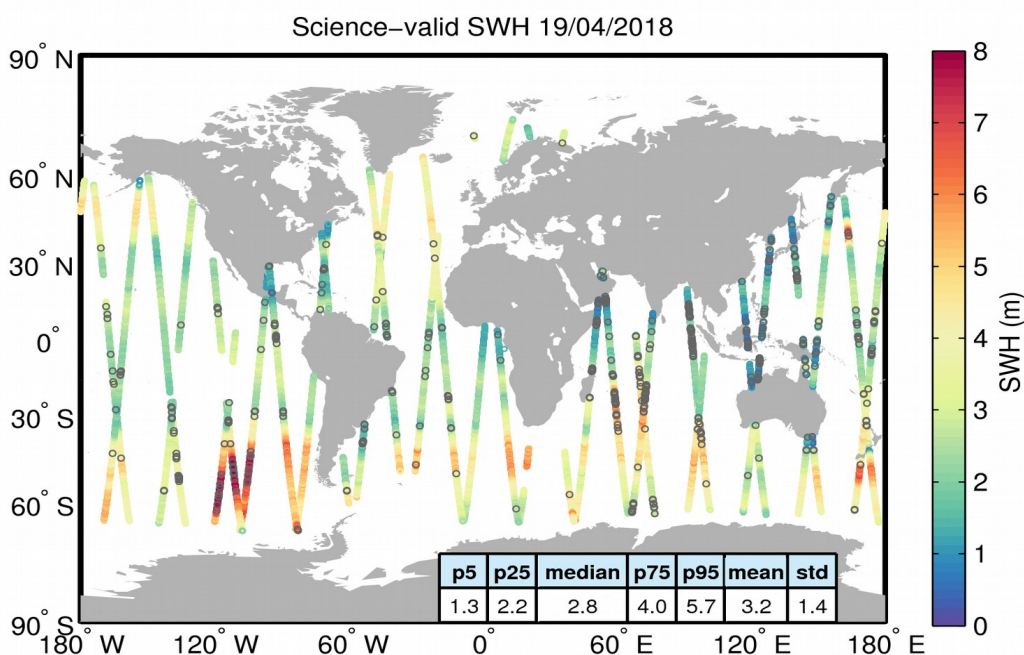 Science−valid SWH 19/04/2018
90° N
60° N
30° N
0°
30° S
60° S
90° S
180° W
120° W
60° W
0°
60° E
120° E
180° E
p5 p25 median p75 p95 mean std
1.3 2.2 2.8 4.0 5.7 3.2 1.4
8
7
6
5
4
3
2
1
0
SWH (m)